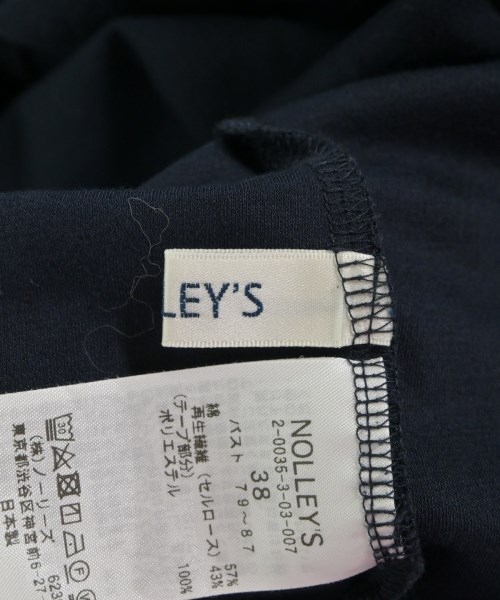 LEY'S
NOLLEY'S
2-0035-3-03-007
38
バスト 79~87
綿 57%
再生繊維(セルロース) 43%
(テープ部分)
ポリエステル 100%
30
(株)ノーリーズ
東京都渋谷区神宮前6-27-
日本製